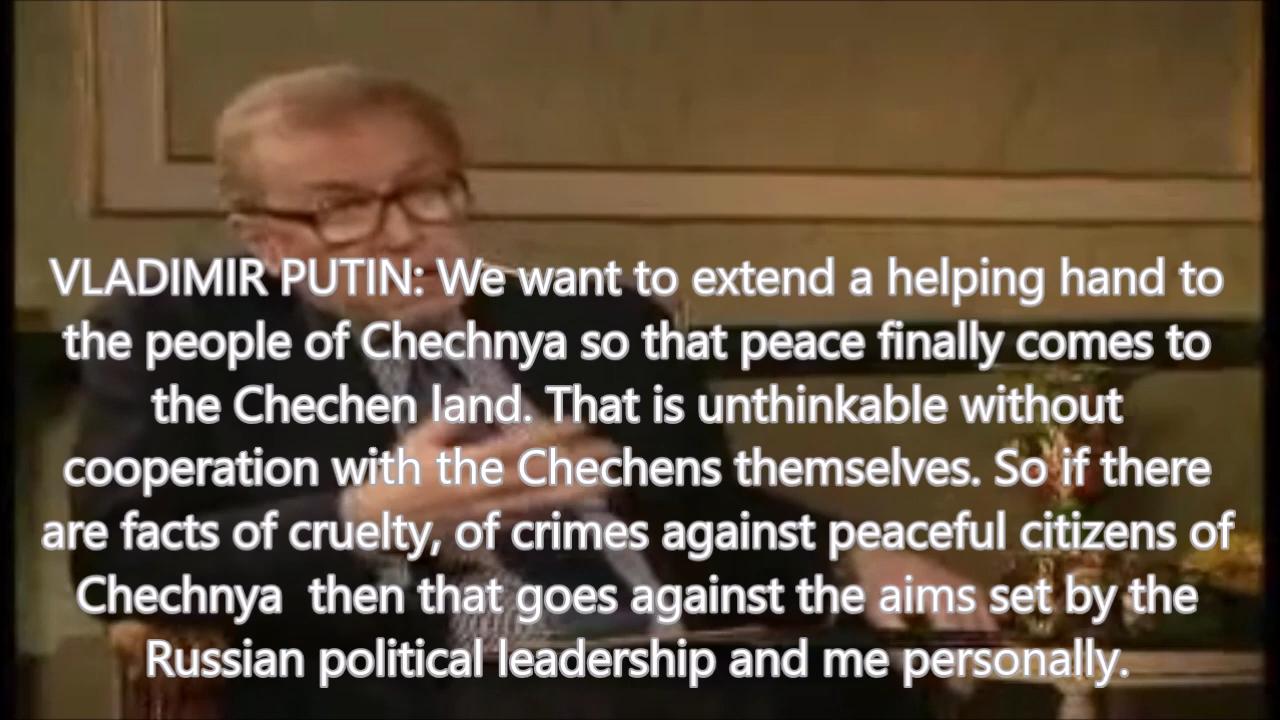 VLADIMIR PUTIN: We want to extend a helping hand to
the people of Chechnya so that peace finally comes to
the Chechen land. That is unthinkable without
cooperation with the Chechens themselves. So if there
are facts of cruelty, of crimes against peaceful citizens of
Chechnya  then that goes against the aims set by the
Russian political leadership and me personally.